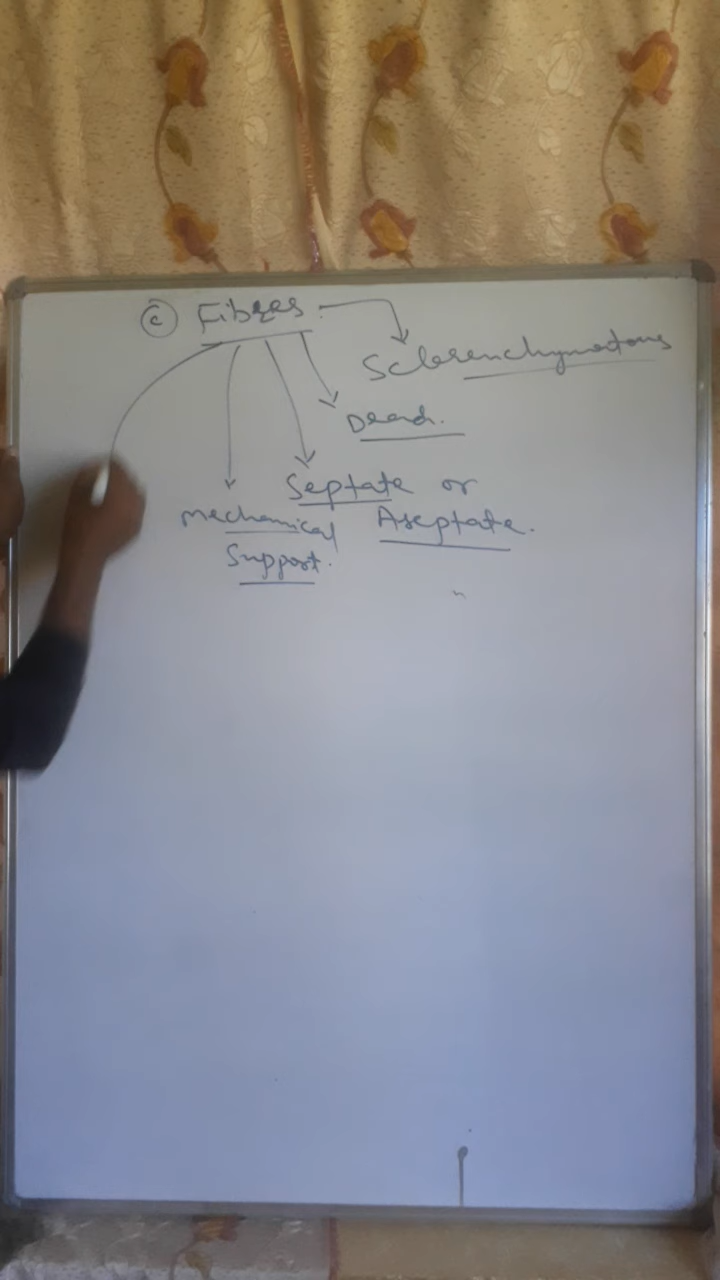 (c) Fibres
Sclerenchymatous
Dead.
Septate or
Aseptate.
Mechanical
Support.